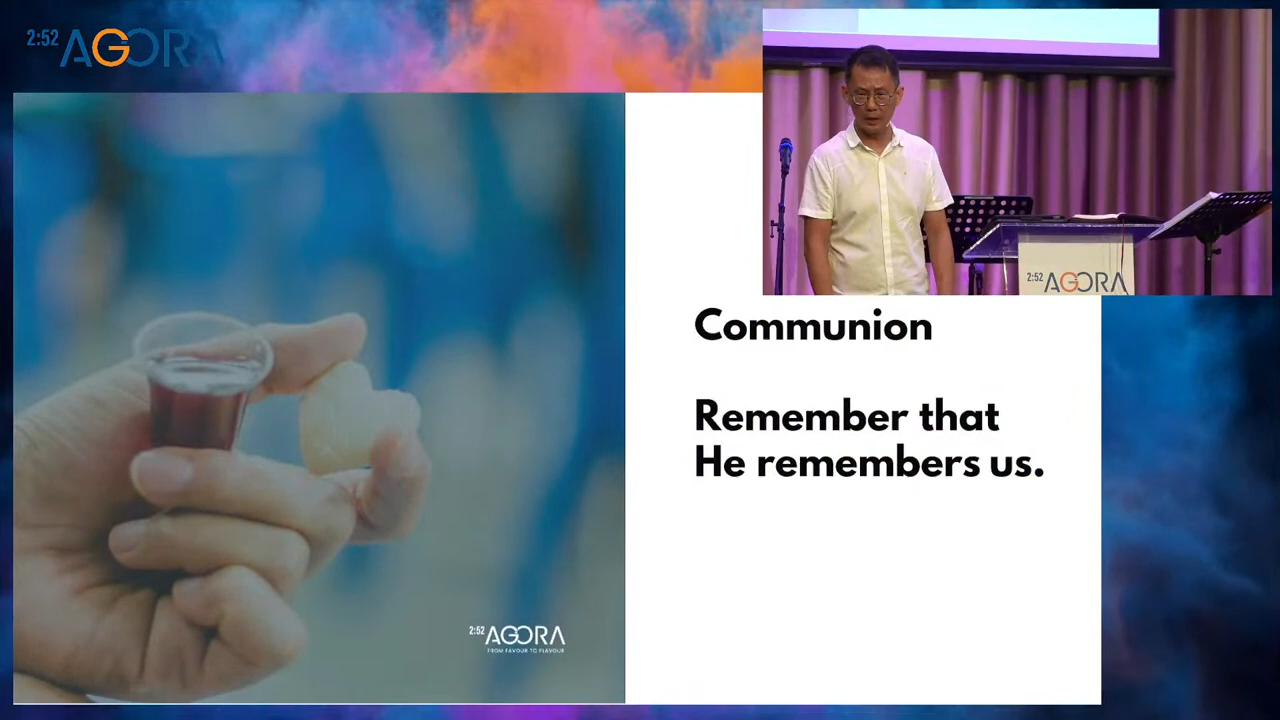 2:52 AGORA
2:52 AGORA
Communion
Remember that
He remembers us.
2:52 AGORA
FROM FAVOUR TO FLAVOUR